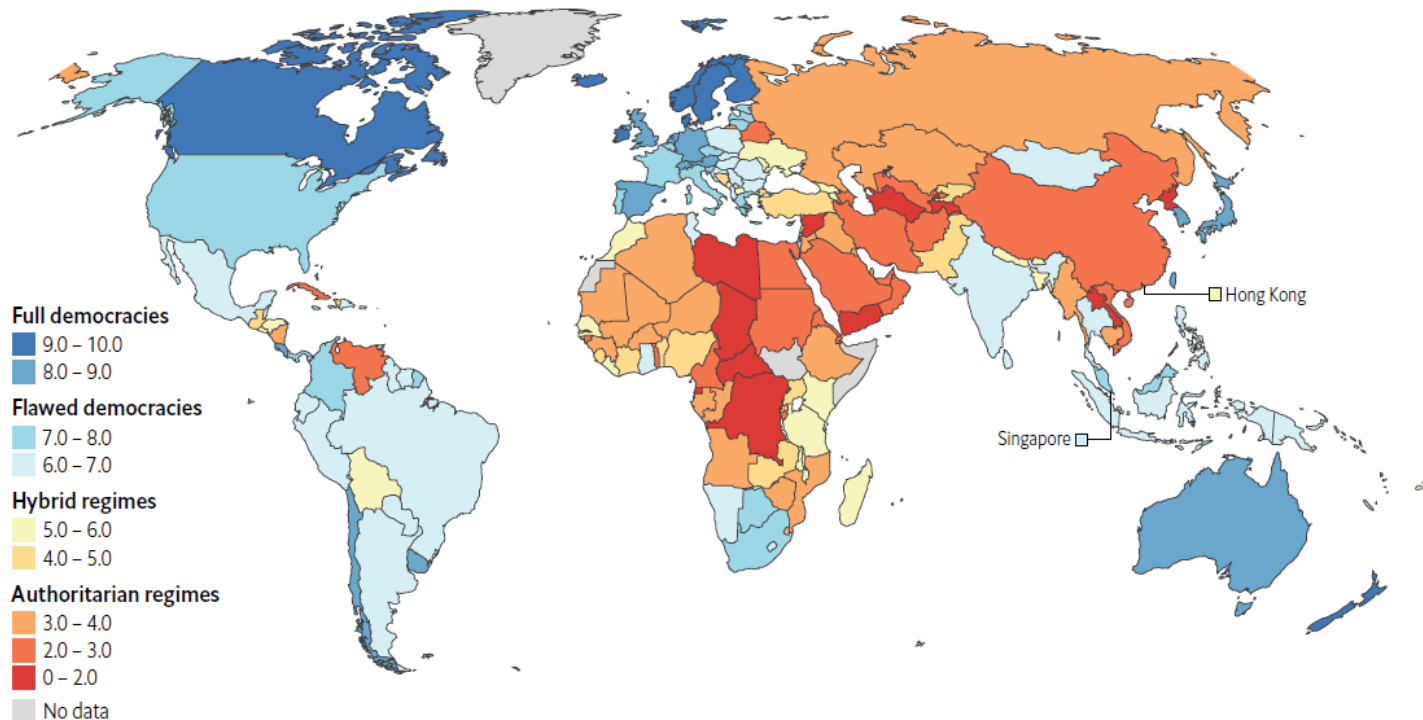 Full democracies
9.0 – 10.0
8.0 – 9.0
Flawed democracies
7.0 – 8.0
6.0 – 7.0
Hybrid regimes
5.0 – 6.0
4.0 – 5.0
Authoritarian regimes
3.0 – 4.0
2.0 – 3.0
0 – 2.0
No data
Hong Kong
Singapore